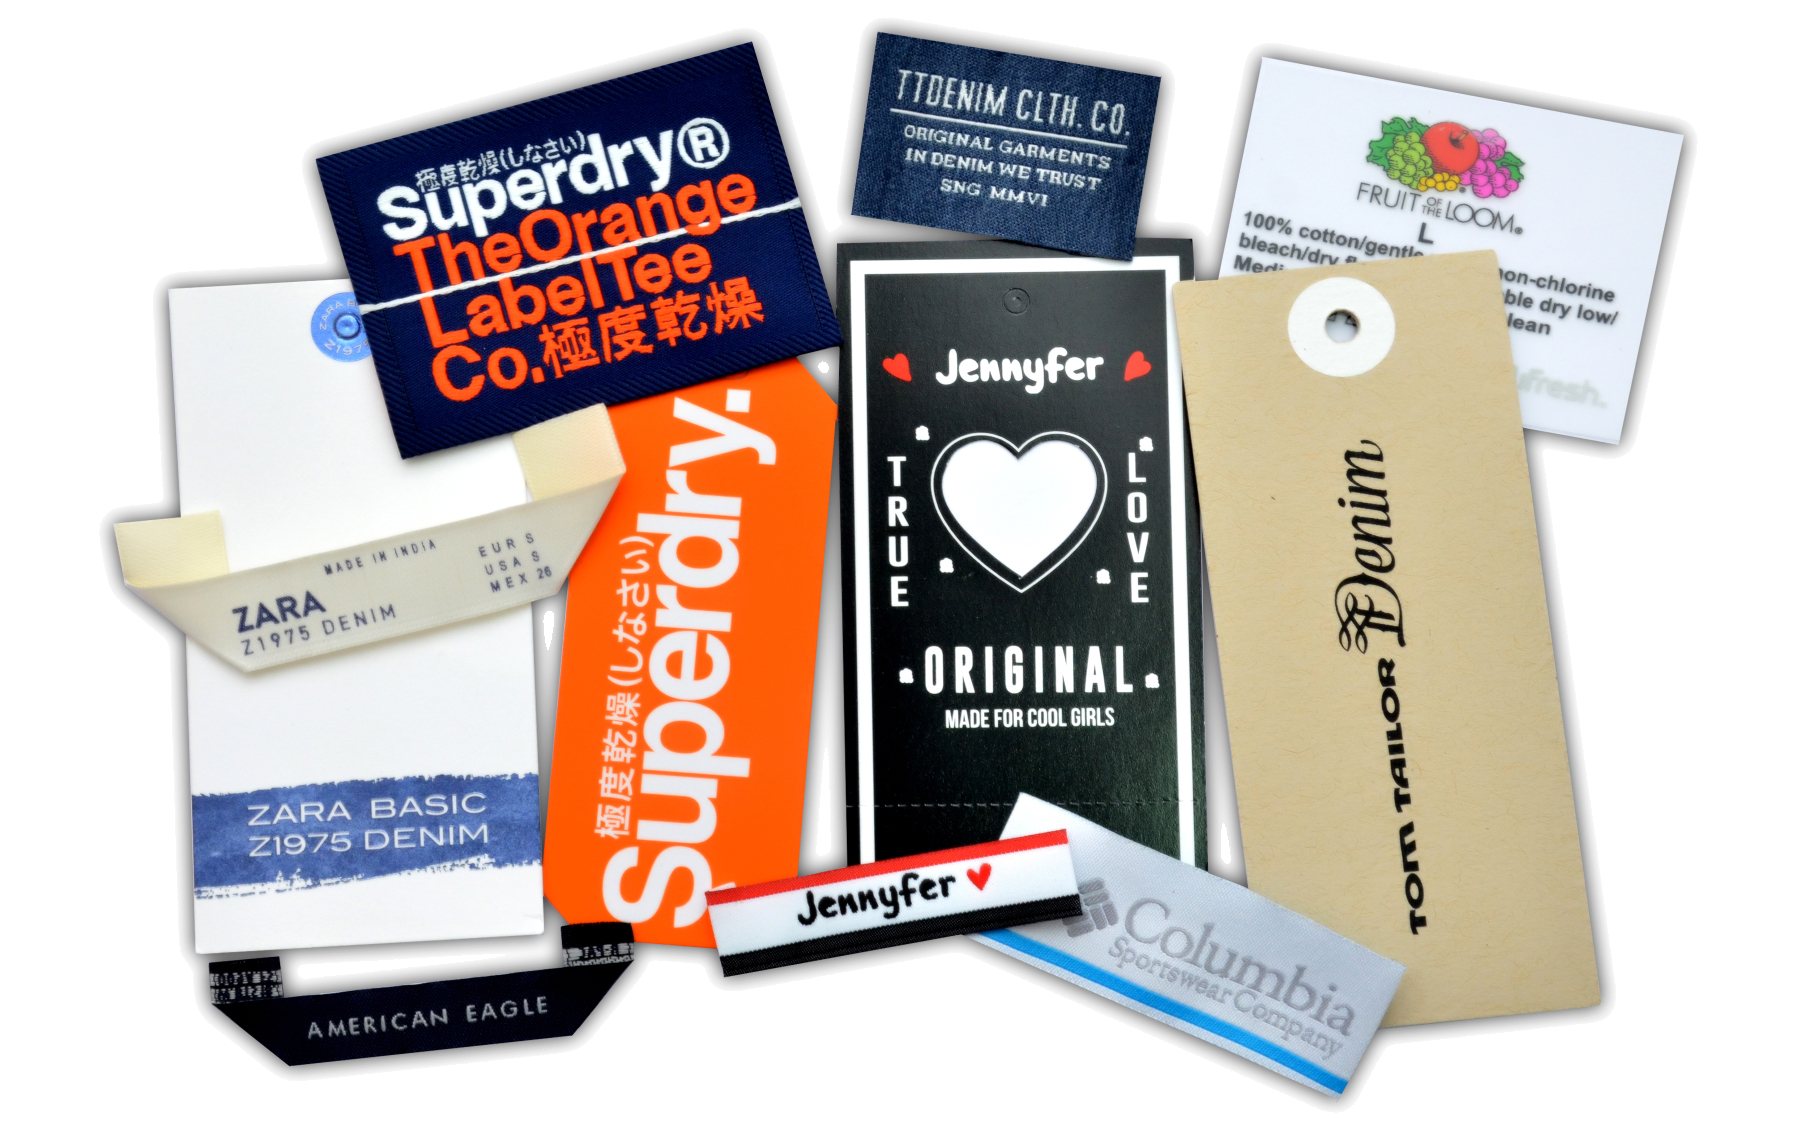 極度乾燥(しなさい)
Superdry®
TheOrange
LabelTee
Co.極度乾燥
TTDENIM CLTH. CO.
ORIGINAL GARMENTS
IN DENIM WE TRUST
SNG MMVI
FRUIT OF THE LOOM®
L
100% cotton/gentle non-chlorine
bleach/dry low/
ZARA
Z1975
MADE IN INDIA
EUR S
USA S
MEX 26
ZARA
Z1975 DENIM
ZARA BASIC
Z1975 DENIM
極度乾燥(しなさい)
Superdry.
Jennyfer
TRUE
LOVE
ORIGINAL
MADE FOR COOL GIRLS
TOM TAILOR Denim
Jennyfer
Columbia
Sportswear Company
AMERICAN EAGLE